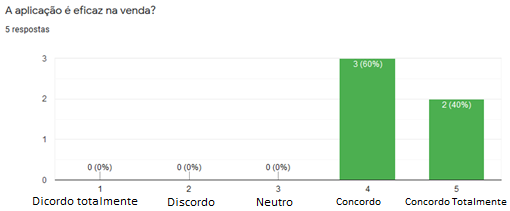 A aplicação é eficaz na venda?
5 respostas
3
2
1
0
0 (0%)
0 (0%)
0 (0%)
3 (60%)
2 (40%)
1
2
3
4
5
Dicordo totalmente
Discordo
Neutro
Concordo
Concordo Totalmente